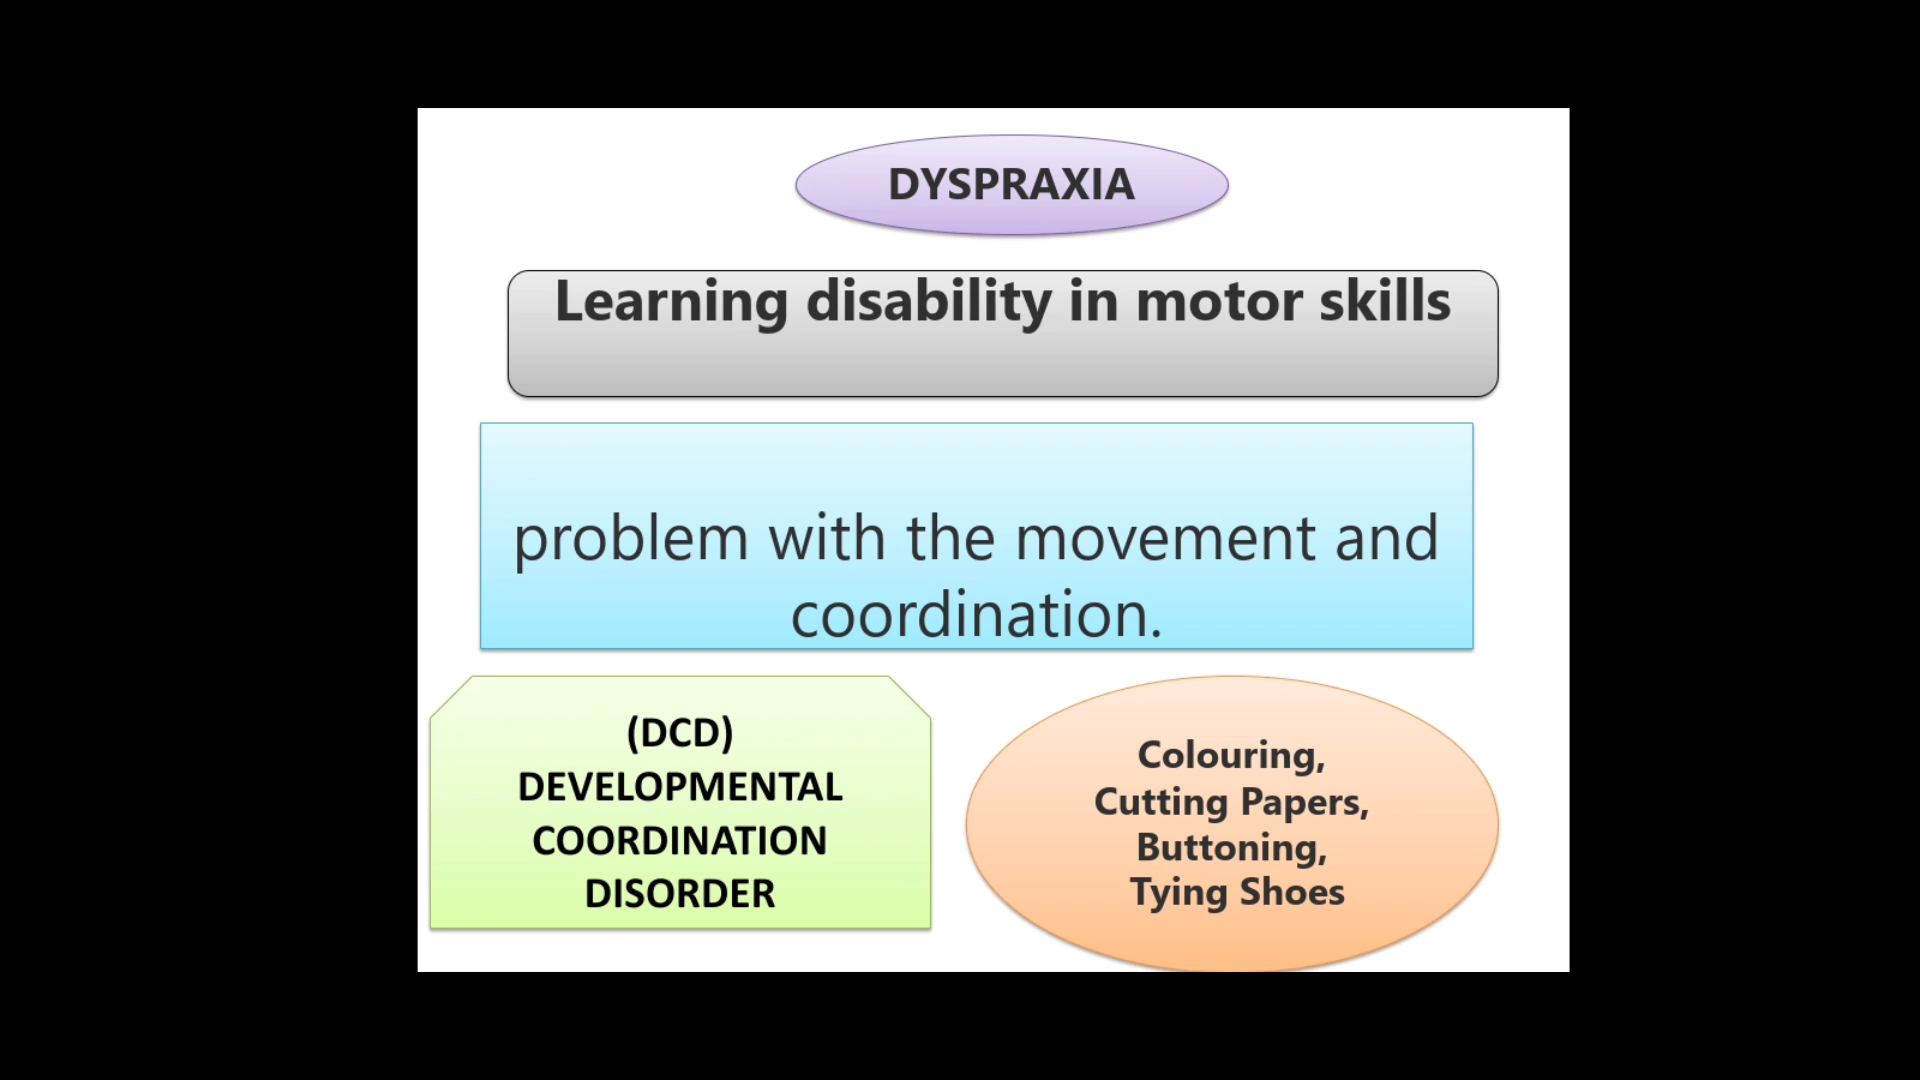 DYSPRAXIA
Learning disability in motor skills
problem with the movement and
coordination.
(DCD)
DEVELOPMENTAL
COORDINATION
DISORDER
Colouring,
Cutting Papers,
Buttoning,
Tying Shoes